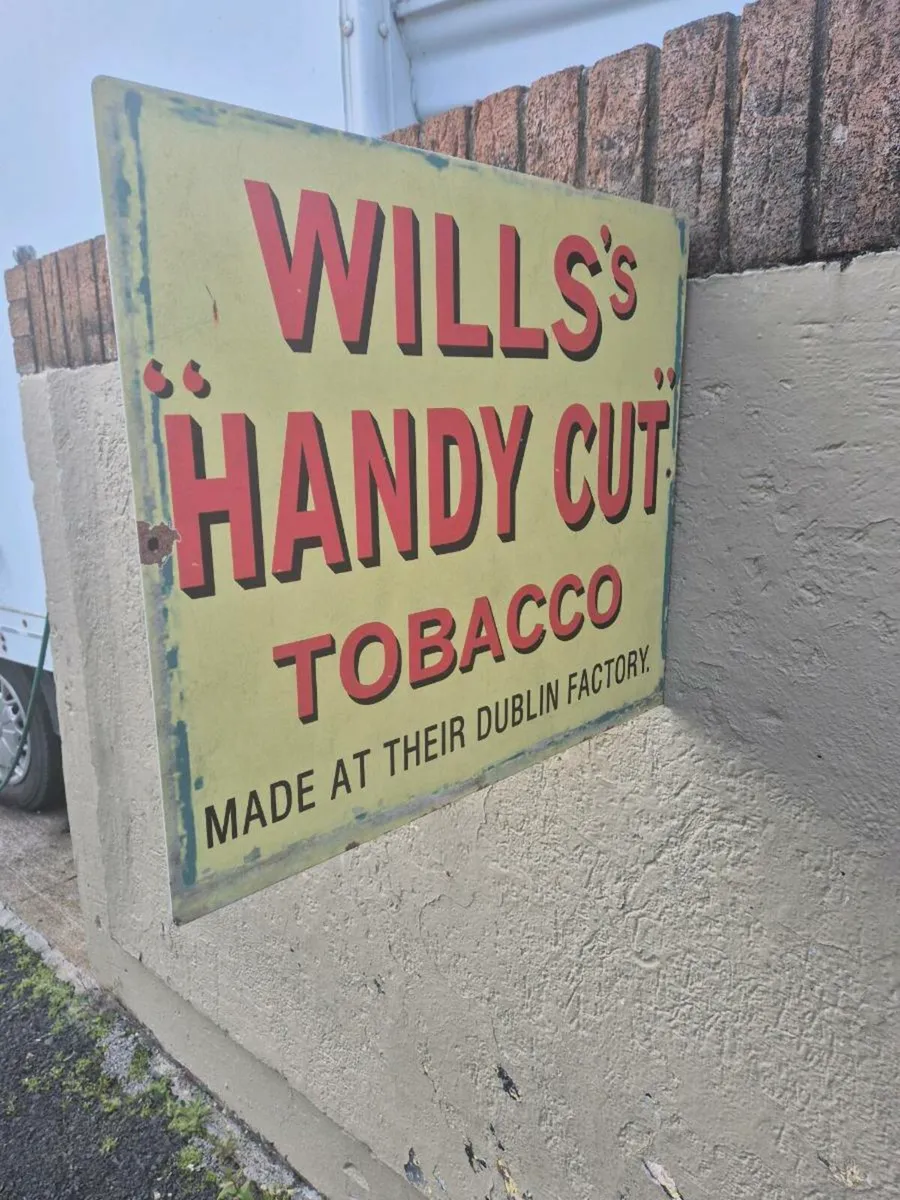 WILLS'S
“HANDY CUT”
TOBACCO
MADE AT THEIR DUBLIN FACTORY.